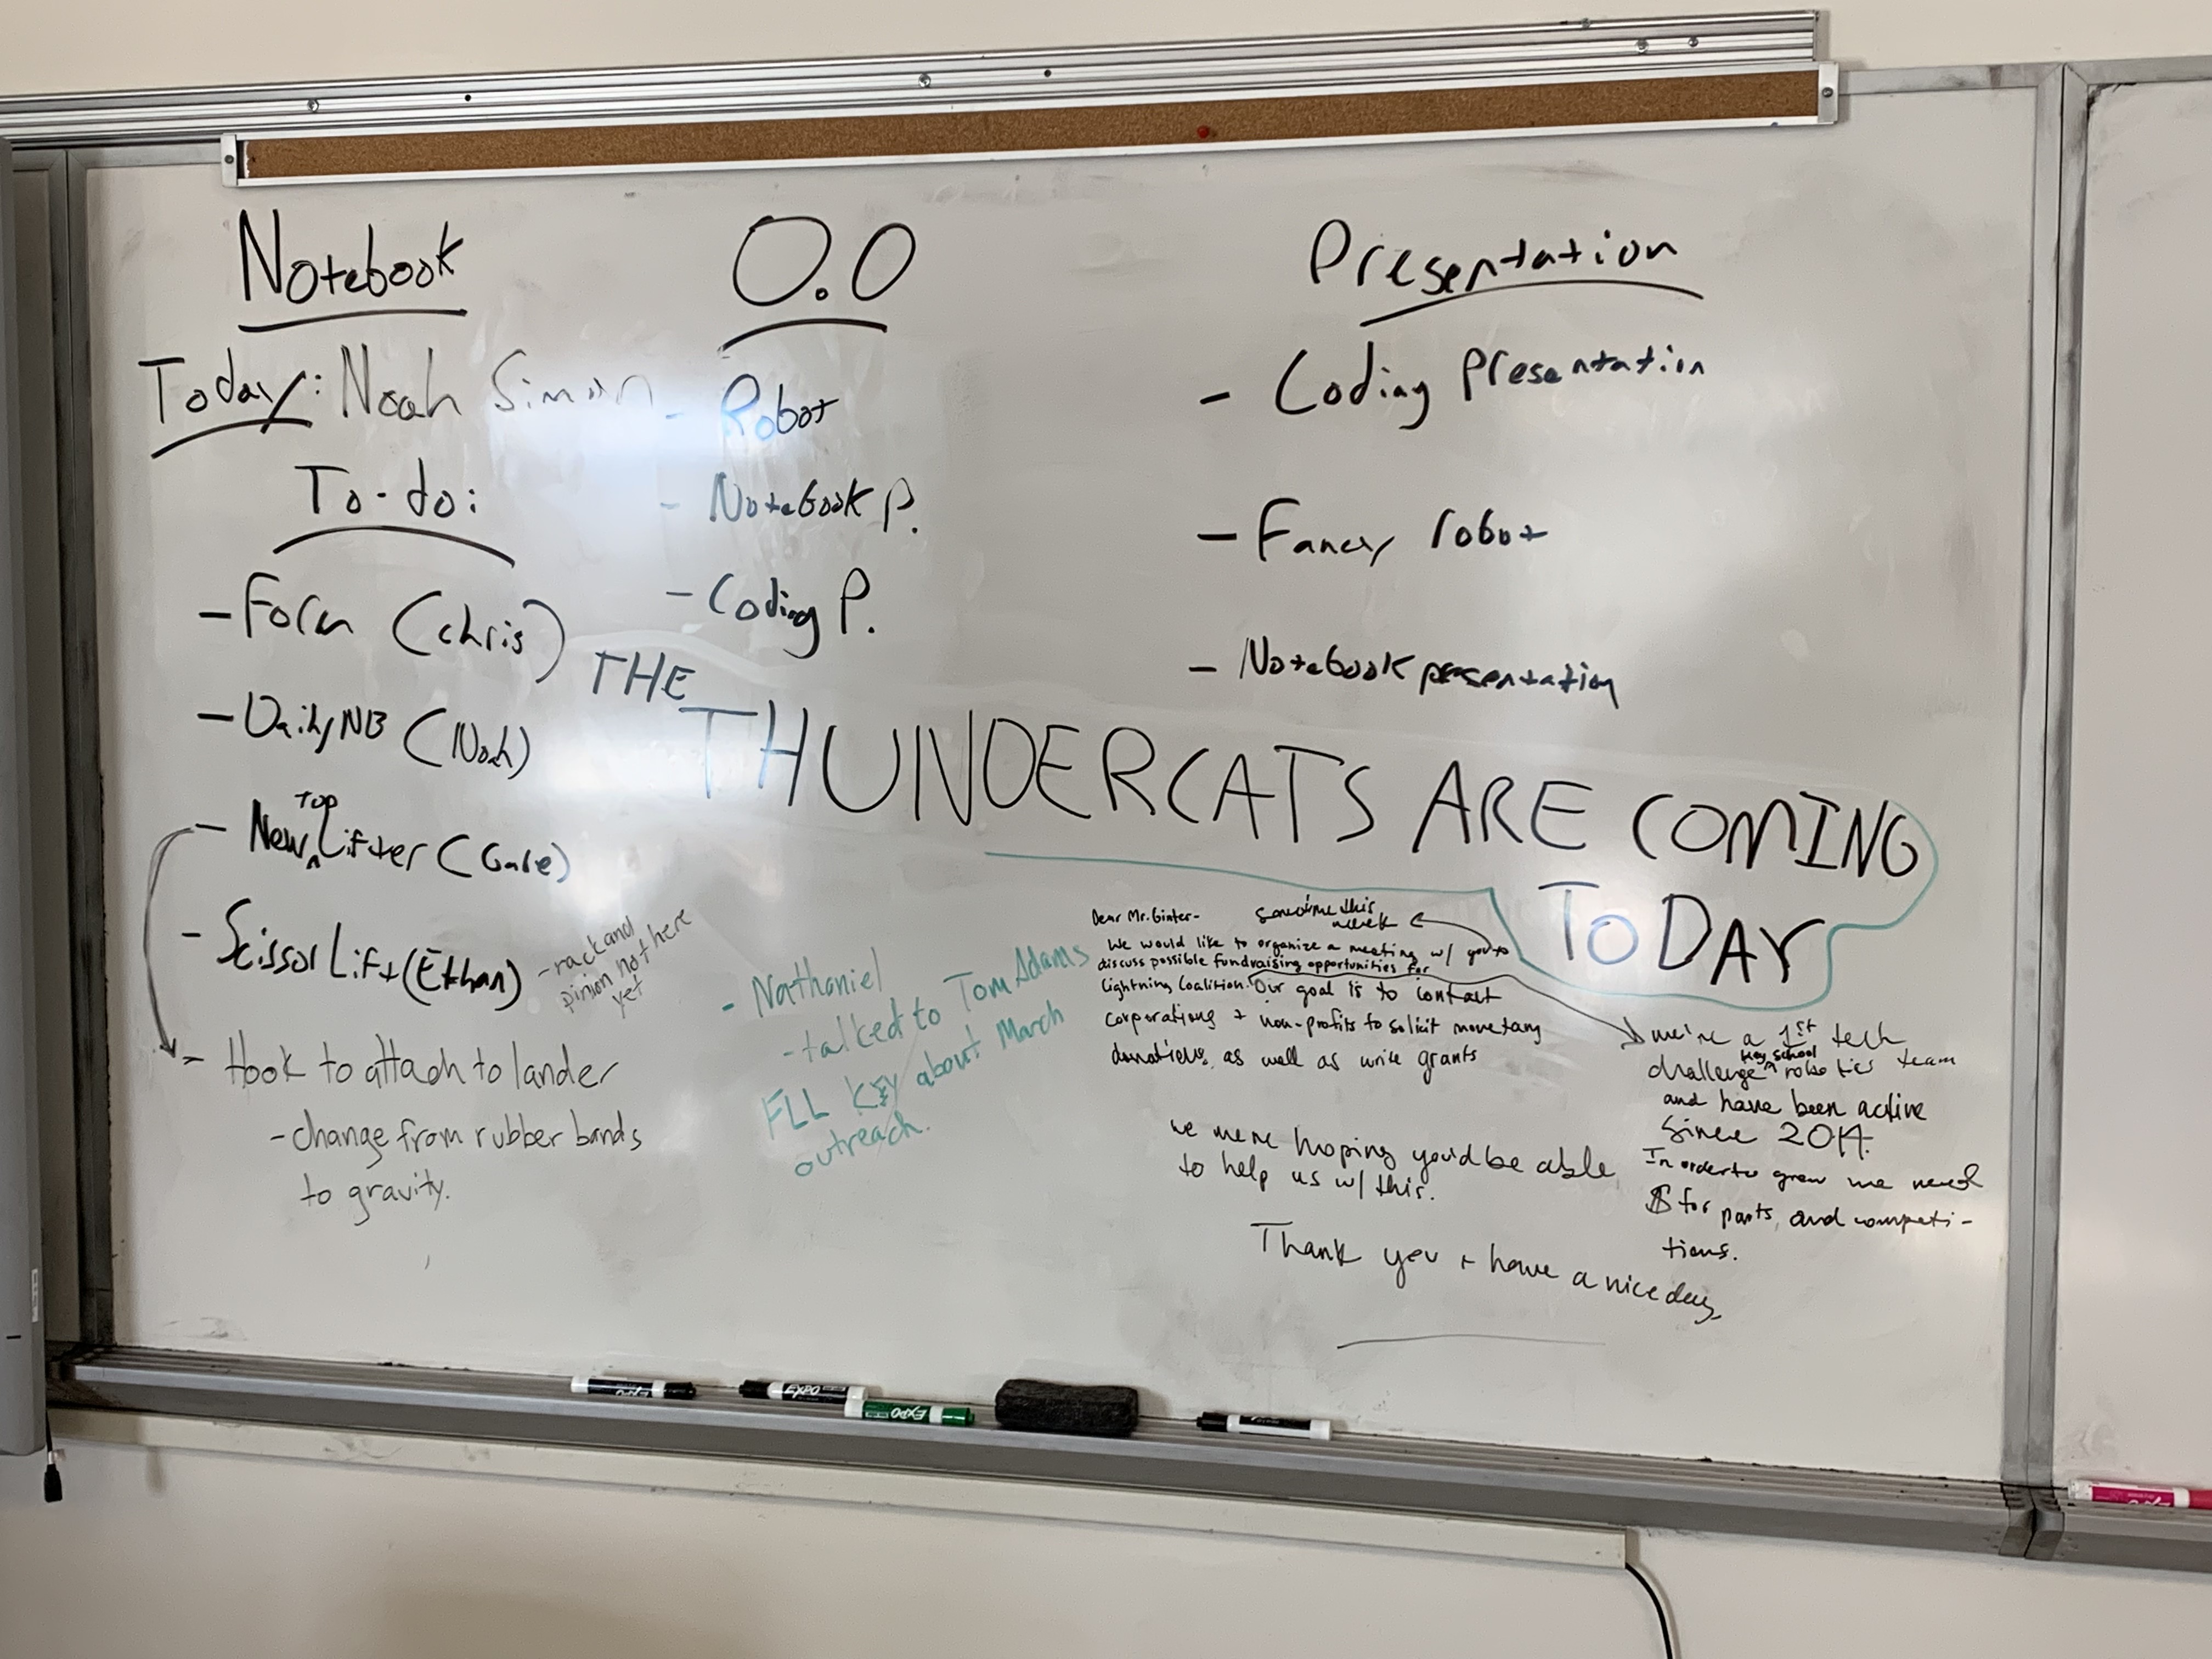 Notebook
Today: Noah Simon
To-do:
- Form (Chris)
- Daily NB (Noah)
- New Top Lifter (Gabe)
- Scissor Lift (Ethan)
- rack and
pinion not here
yet
- Hook to attach to lander
- change from rubber bands
to gravity.
O.O
- Robot
- Notebook P.
- Coding P.
Presentation
- Coding Presentation
- Fancy robot
- Notebook presentation
THE
THUNDERCATS ARE COMING
TODAY
- Nathaniel
- talked to Tom Adams
FLL Key about March
outreach.
Dear Mr. Ginter-
sometime this
week
We would like to organize a meeting w/ you to
discuss possible fundraising opportunities for
Lightning Coalition. Our goal is to contact
corporations + non-profits to solicit monetary
donations, as well as write grants
we're a 1st tech
challenge Key school robotics team
and have been active
since 2014.
In order to grow we need
$ for parts, and competi-
tions.
we were hoping you'd be able
to help us w/ this.
Thank you + have a nice day
EXPO
EXPO
EXPO